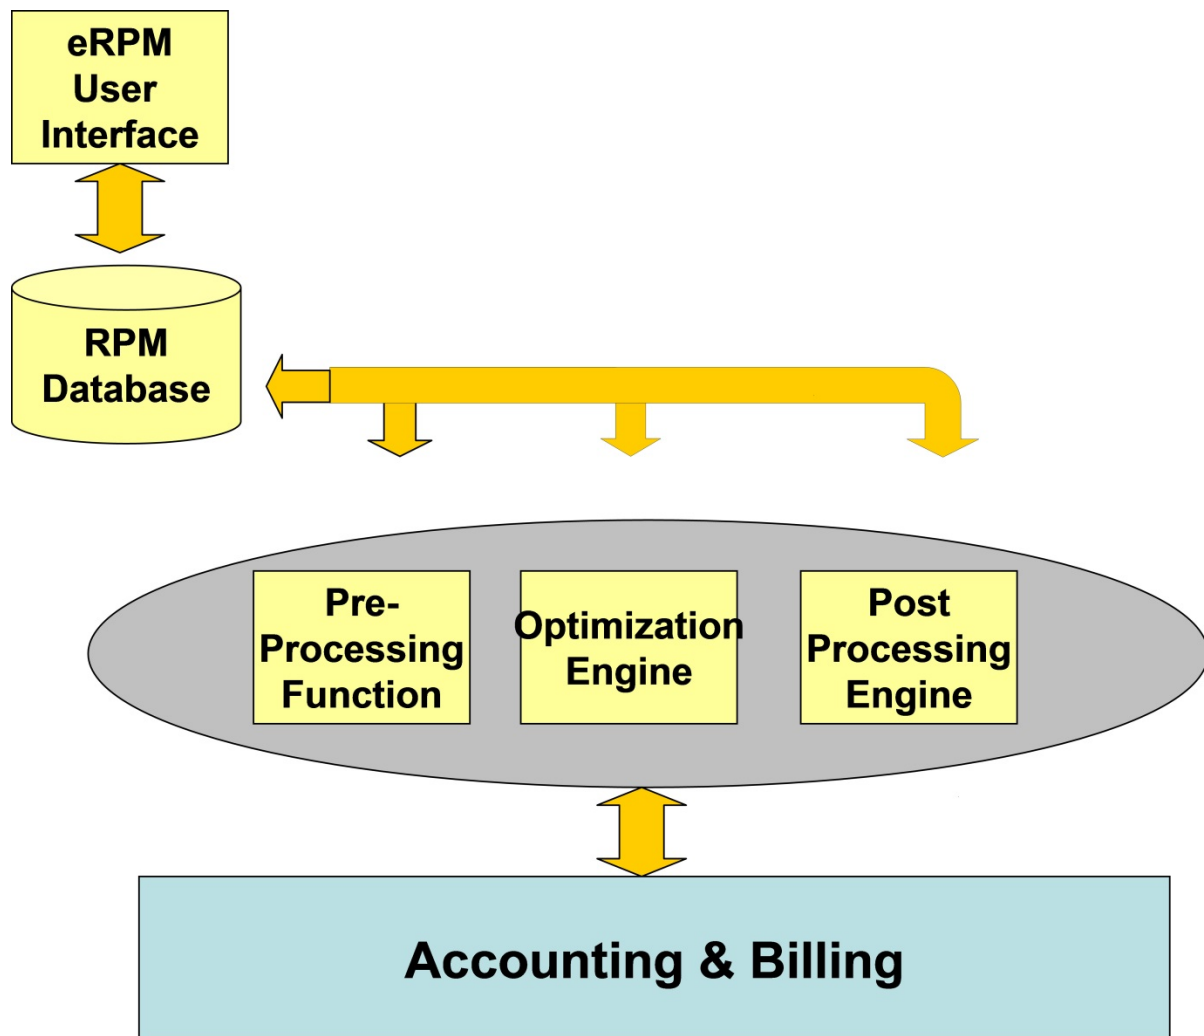 eRPM
User
Interface
RPM
Database
Pre-
Processing
Function
Optimization
Engine
Post
Processing
Engine
Accounting & Billing